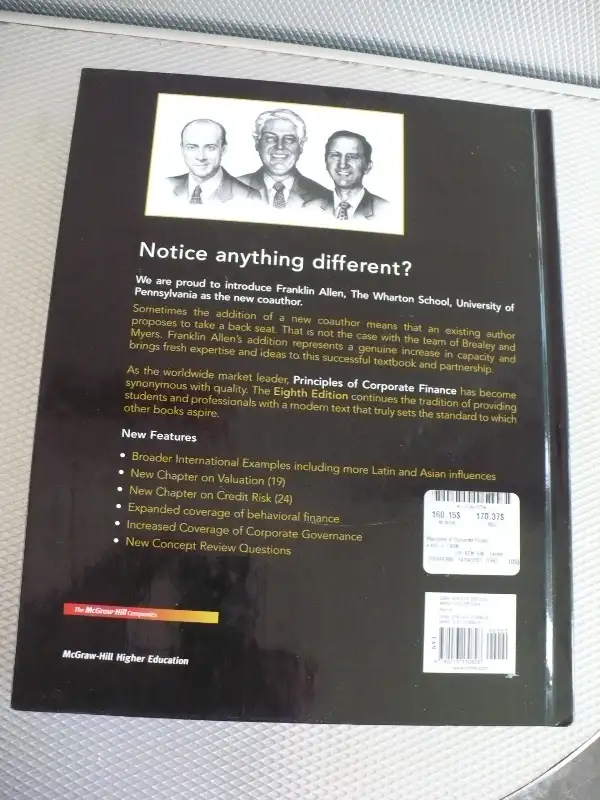 Notice anything different?
We are proud to introduce Franklin Allen, The Wharton School, University of
Pennsylvania as the new coauthor.
Sometimes the addition of a new coauthor means that an existing author
proposes to take a back seat. That is not the case with the team of Brealey and
Myers. Franklin Allen's addition represents a genuine increase in capacity and
brings fresh expertise and ideas to this successful textbook and partnership.
As the worldwide market leader, Principles of Corporate Finance has become
synonymous with quality. The Eighth Edition continues the tradition of providing
students and professionals with a modern text that truly sets the standard to which
other books aspire.
New Features
• Broader International Examples including more Latin and Asian influences
• New Chapter on Valuation (19)
• New Chapter on Credit Risk (24)
• Expanded coverage of behavioral finance
• Increased Coverage of Corporate Governance
• New Concept Review Questions
160.15$ 170.37$
The McGraw-Hill Companies
McGraw-Hill Higher Education